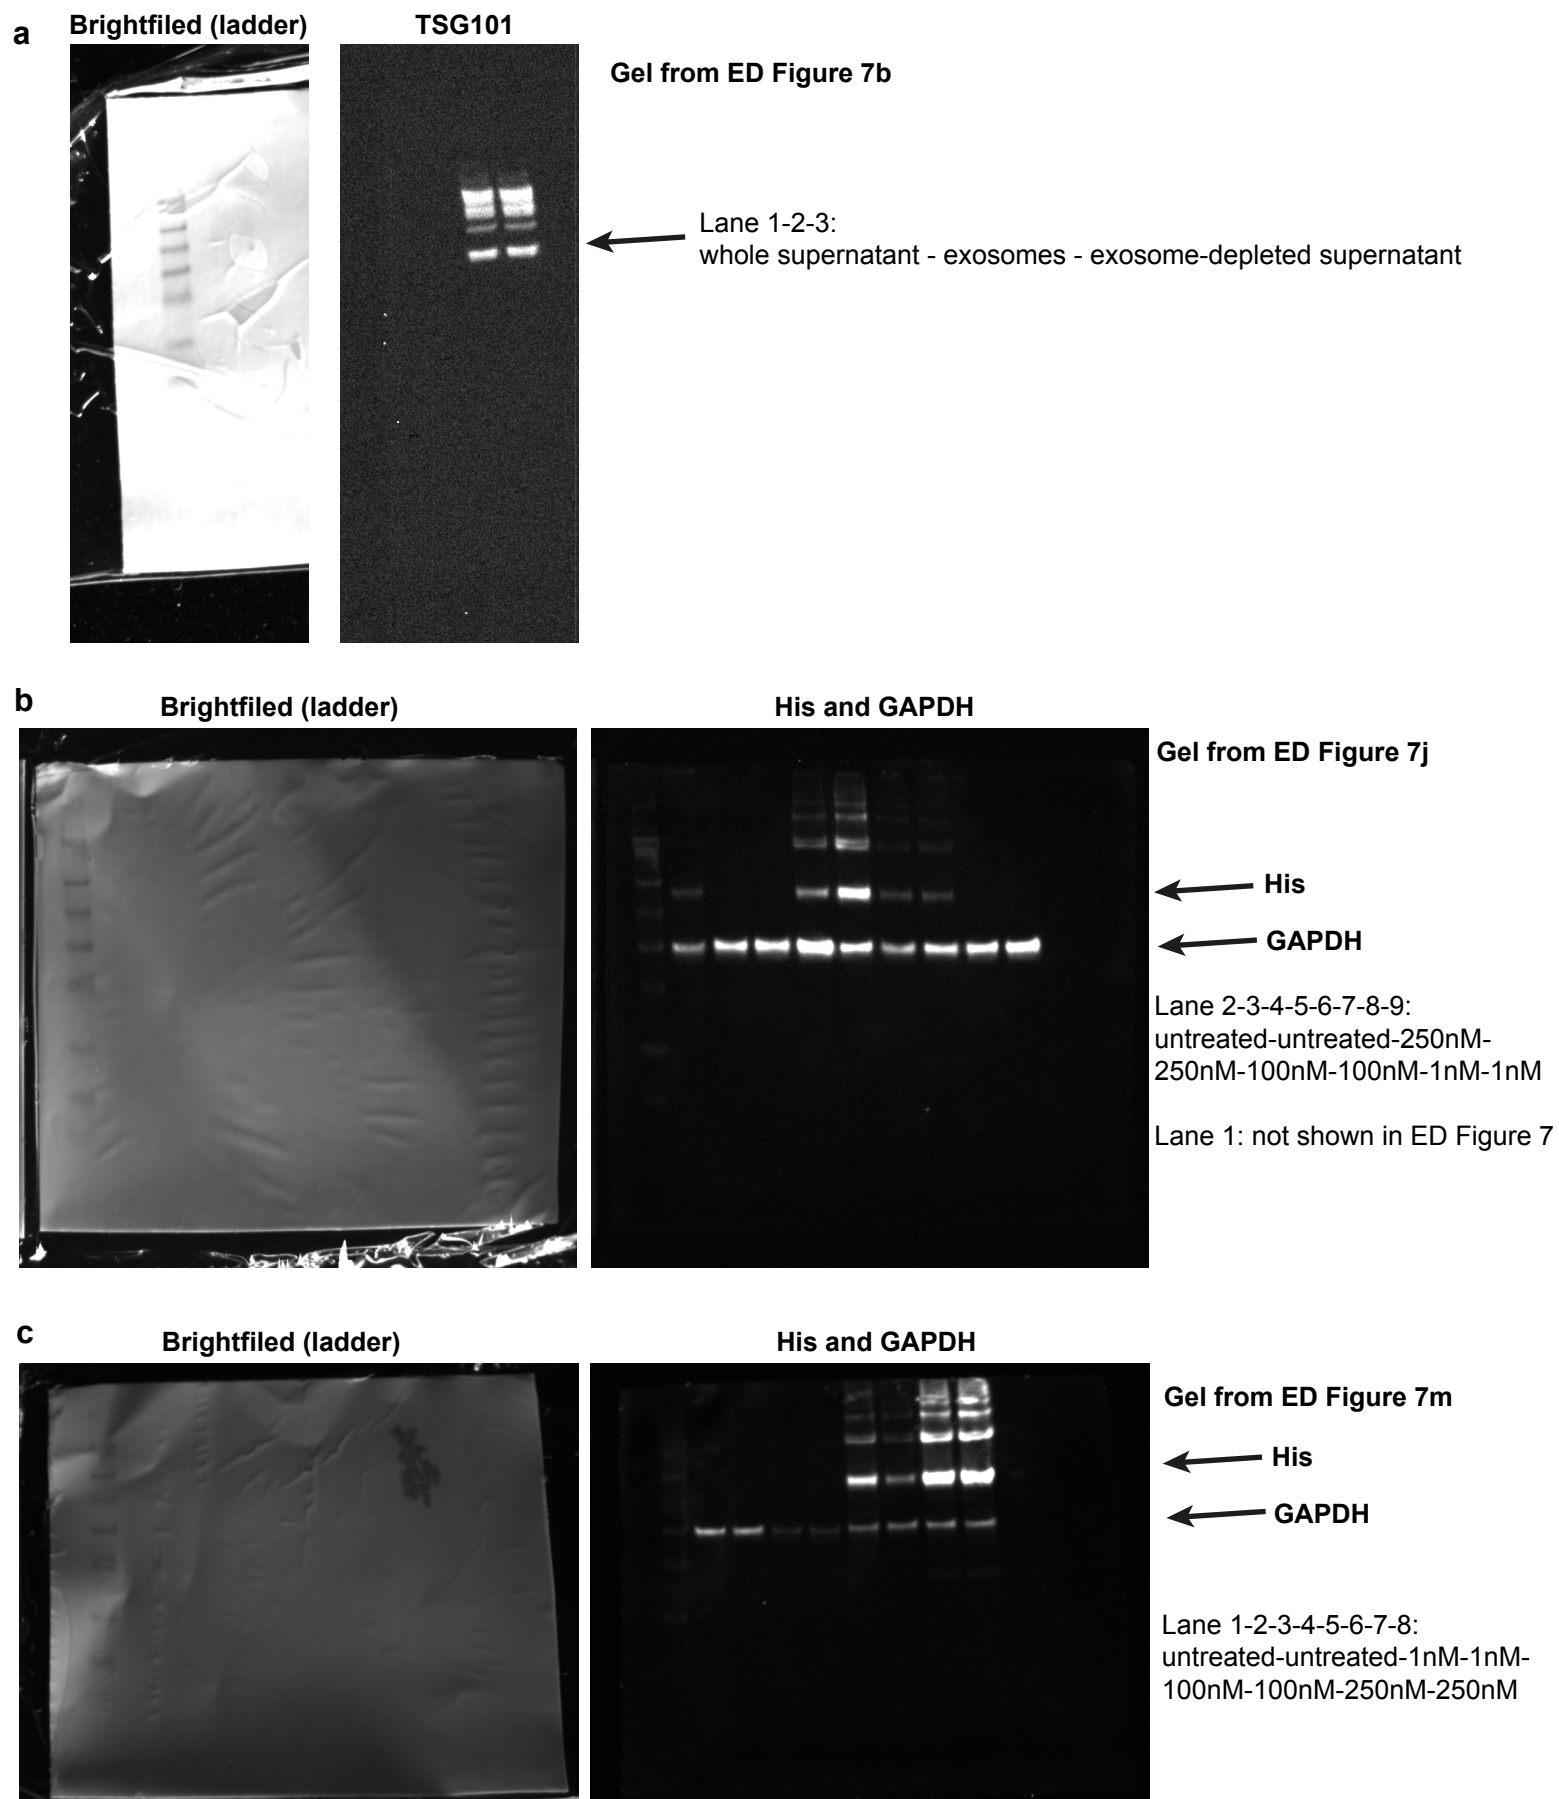 a
Brightfiled (ladder)
TSG101
Gel from ED Figure 7b
Lane 1-2-3:
whole supernatant - exosomes - exosome-depleted supernatant
b
Brightfiled (ladder)
His and GAPDH
Gel from ED Figure 7j
His
GAPDH
Lane 2-3-4-5-6-7-8-9:
untreated-untreated-250nM-
250nM-100nM-100nM-1nM-1nM
Lane 1: not shown in ED Figure 7
c
Brightfiled (ladder)
His and GAPDH
Gel from ED Figure 7m
His
GAPDH
Lane 1-2-3-4-5-6-7-8:
untreated-untreated-1nM-1nM-
100nM-100nM-250nM-250nM